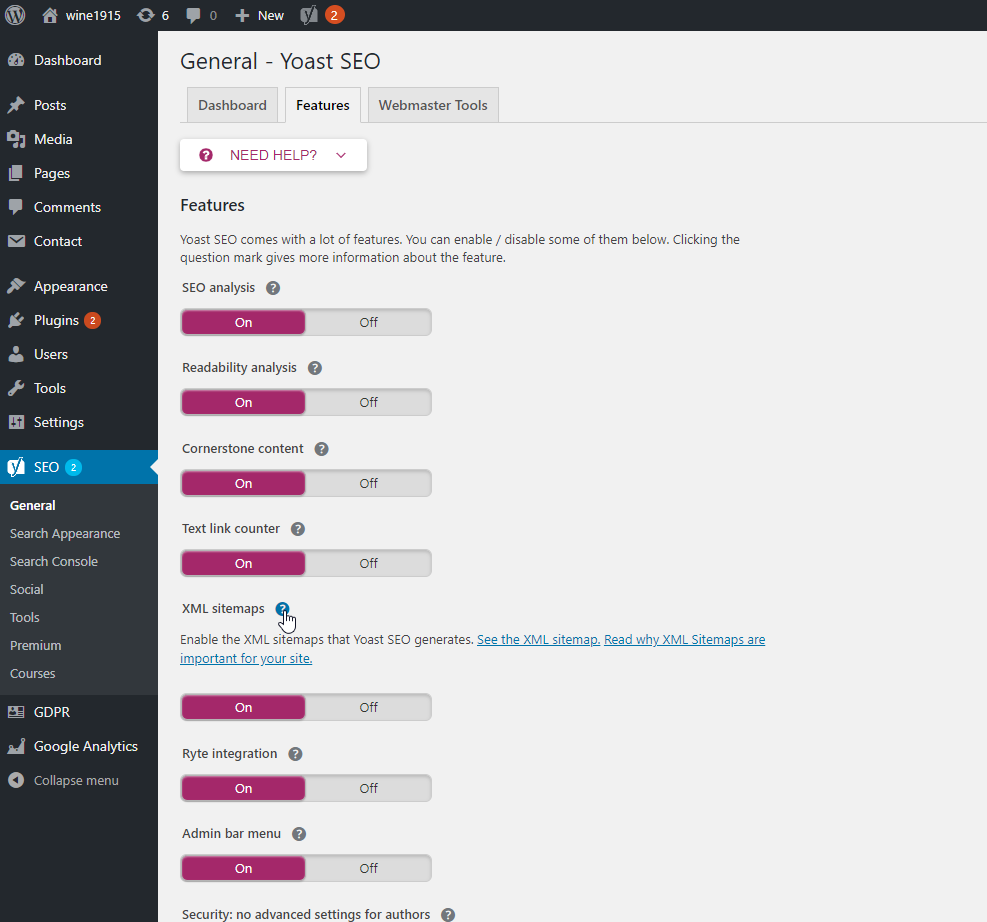 wine1915 6 0 New 2
Dashboard
Posts
Media
Pages
Comments
Contact
Appearance
Plugins 2
Users
Tools
Settings
SEO 2
General
Search Appearance
Search Console
Social
Tools
Premium
Courses
GDPR
Google Analytics
Collapse menu
General - Yoast SEO
Dashboard Features Webmaster Tools
? NEED HELP?
Features
Yoast SEO comes with a lot of features. You can enable / disable some of them below. Clicking the
question mark gives more information about the feature.
SEO analysis ?
On Off
Readability analysis ?
On Off
Cornerstone content ?
On Off
Text link counter ?
On Off
XML sitemaps ?
Enable the XML sitemaps that Yoast SEO generates. See the XML sitemap. Read why XML Sitemaps are
important for your site.
On Off
Ryte integration ?
On Off
Admin bar menu ?
On Off
Security: no advanced settings for authors ?